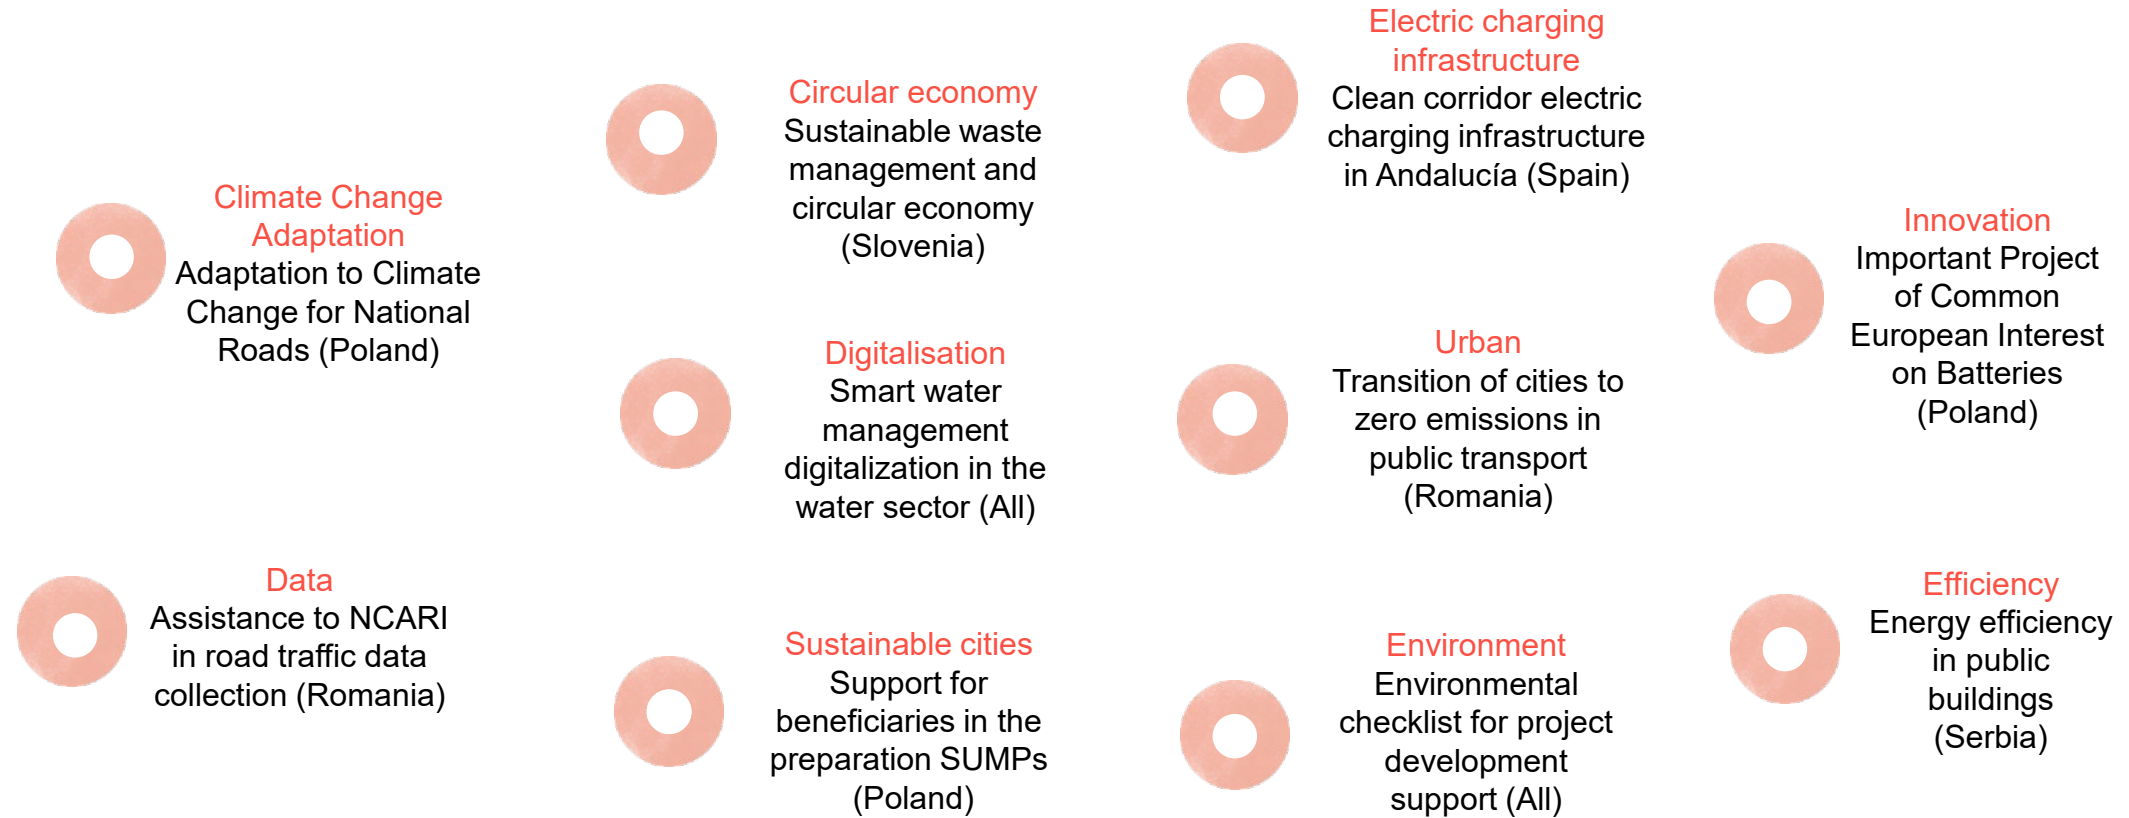 Climate Change
Adaptation
Adaptation to Climate
Change for National
Roads (Poland)
Data
Assistance to NCARI
in road traffic data
collection (Romania)
Circular economy
Sustainable waste
management and
circular economy
(Slovenia)
Digitalisation
Smart water
management
digitalization in the
water sector (All)
Sustainable cities
Support for
beneficiaries in the
preparation SUMPs
(Poland)
Electric charging
infrastructure
Clean corridor electric
charging infrastructure
in Andalucía (Spain)
Urban
Transition of cities to
zero emissions in
public transport
(Romania)
Environment
Environmental
checklist for project
development
support (All)
Innovation
Important Project
of Common
European Interest
on Batteries
(Poland)
Efficiency
Energy efficiency
in public
buildings
(Serbia)